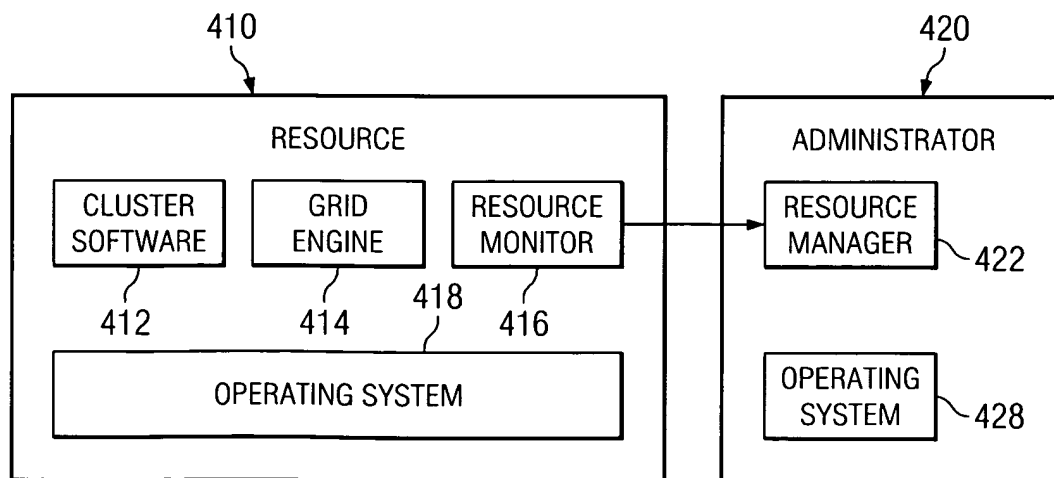 410
420
RESOURCE
ADMINISTRATOR
CLUSTER
SOFTWARE
GRID
ENGINE
RESOURCE
MONITOR
RESOURCE
MANAGER
412
414
418
416
422
OPERATING SYSTEM
OPERATING
SYSTEM
428